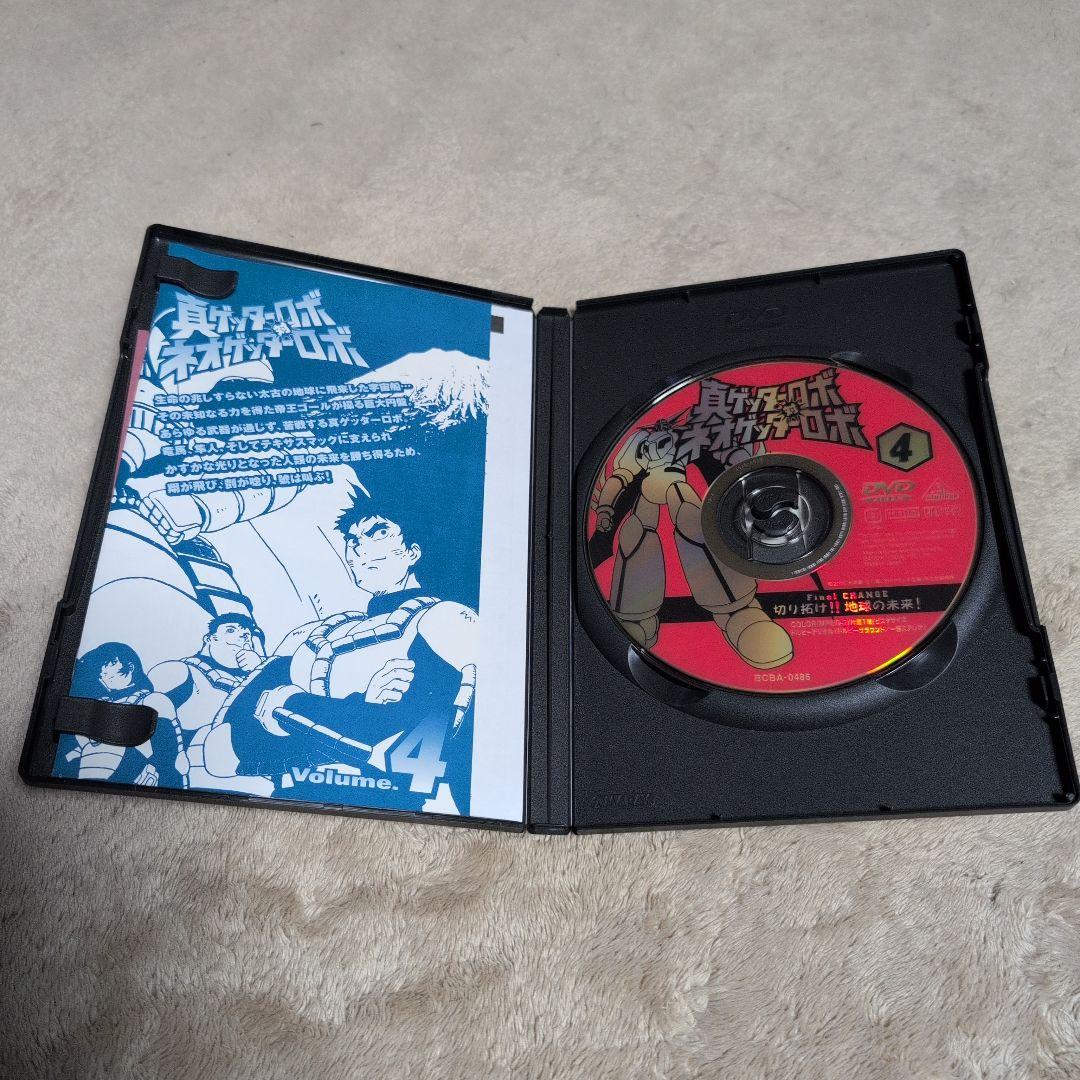 真ゲッターロボ
対
ネオゲッターロボ
生命の兆しすらない太古の地球に飛来した宇宙船…
その未知なる力を得た帝王ゴールが操る巨大円盤
あらゆる武器が通じず、苦戦する真ゲッターロボ、
竜馬、隼人、そしてテキサスマックに支えられ
かすかな光りとなった人類の未来を勝ち得るため、
翔が飛び、剴が唸り、號は叫ぶ!
Volume.4
真ゲッターロボ
対
ネオゲッターロボ
4
DVD
Final CHANGE
切り拓け!!地球の未来!
BCBA-0486
AMARAY